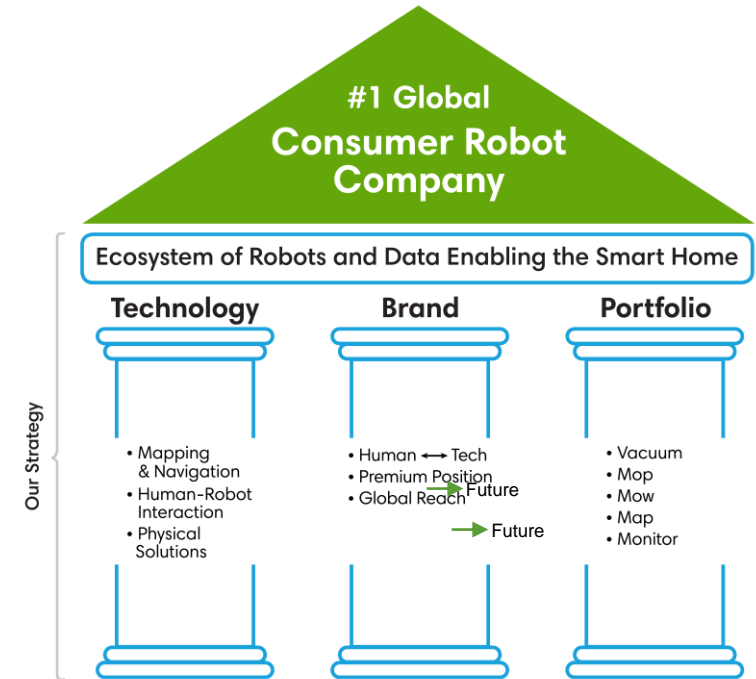 #1 Global
Consumer Robot
Company
Ecosystem of Robots and Data Enabling the Smart Home
Our Strategy
Technology
• Mapping
& Navigation
• Human-Robot
Interaction
• Physical
Solutions
Brand
• Human ⟷ Tech
• Premium Position
• Global Reach
→ Future
→ Future
Portfolio
• Vacuum
• Mop
• Mow
• Map
• Monitor